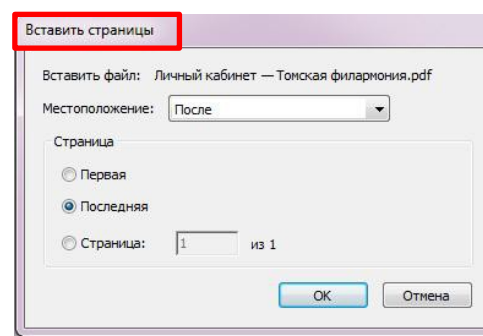 Вставить страницы
Вставить файл: Личный кабинет — Томская филармония.pdf
Местоположение: После
Страница
Первая
Последняя
Страница: 1 из 1
OK Отмена